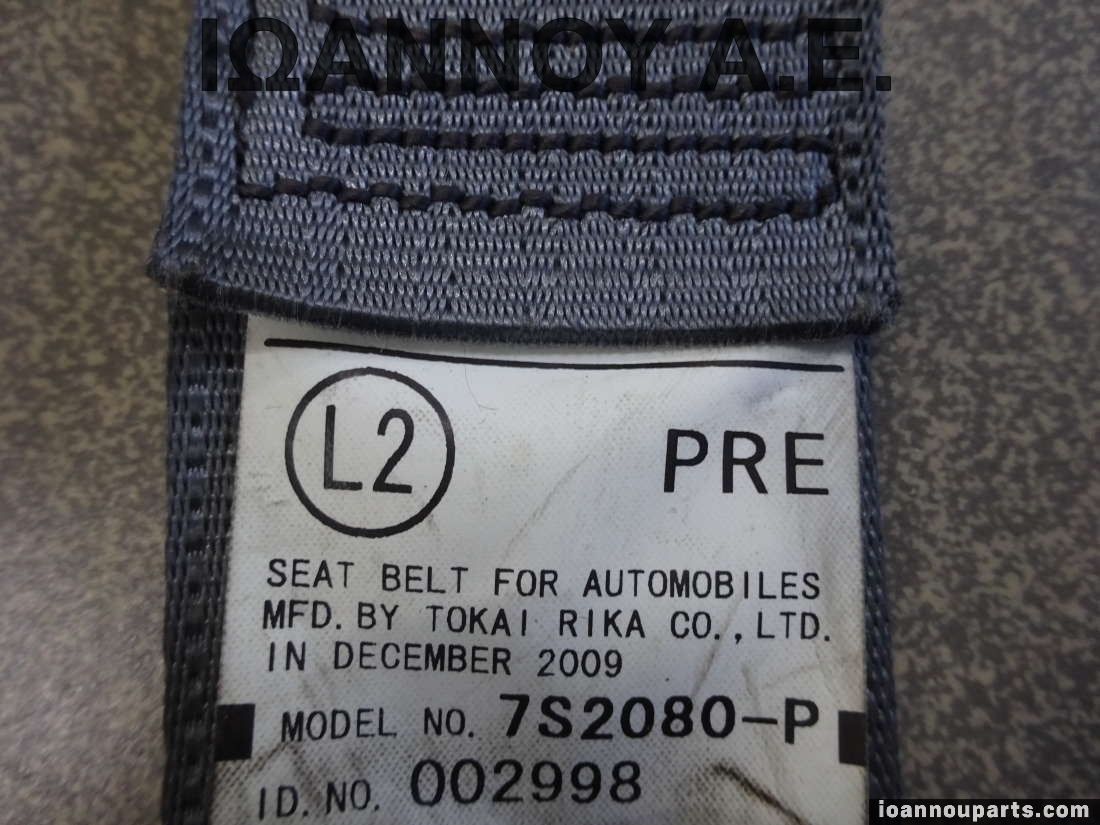 ΙΩΑΝΝΟΥ Α.Ε.
L2
PRE
SEAT BELT FOR AUTOMOBILES
MFD. BY TOKAI RIKA CO., LTD.
IN DECEMBER 2009
MODEL NO. 7S2080-P
ID. NO. 002998
ioannouparts.com